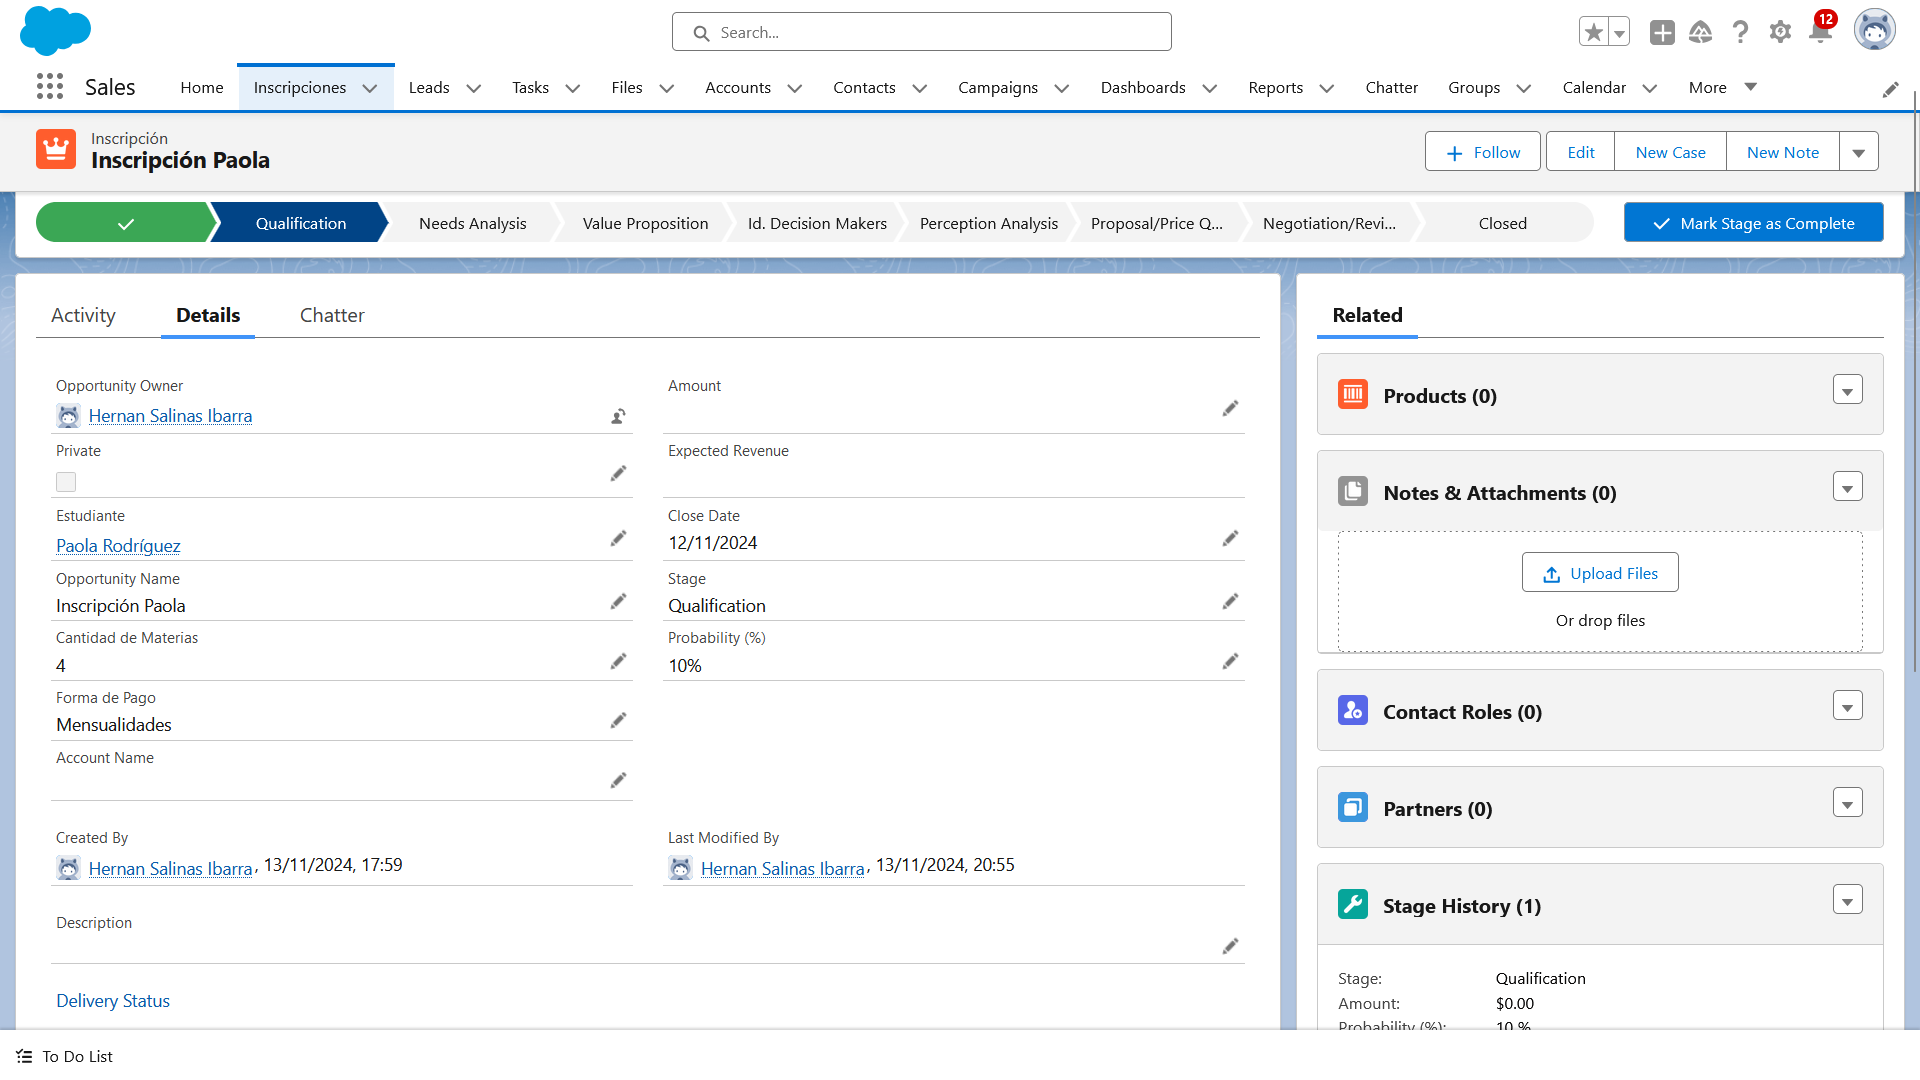 Search...
12
Sales
Home
Inscripciones
Leads
Tasks
Files
Accounts
Contacts
Campaigns
Dashboards
Reports
Chatter
Groups
Calendar
More
Inscripción
Inscripción Paola
Follow
Edit
New Case
New Note
Qualification
Needs Analysis
Value Proposition
Id. Decision Makers
Perception Analysis
Proposal/Price Q...
Negotiation/Revi...
Closed
Mark Stage as Complete
Activity
Details
Chatter
Opportunity Owner
Hernan Salinas Ibarra
Amount
Private
Expected Revenue
Estudiante
Paola Rodríguez
Close Date
12/11/2024
Opportunity Name
Inscripción Paola
Stage
Qualification
Cantidad de Materias
4
Probability (%)
10%
Forma de Pago
Mensualidades
Account Name
Created By
Hernan Salinas Ibarra, 13/11/2024, 17:59
Last Modified By
Hernan Salinas Ibarra, 13/11/2024, 20:55
Description
Delivery Status
Related
Products (0)
Notes & Attachments (0)
Upload Files
Or drop files
Contact Roles (0)
Partners (0)
Stage History (1)
Stage: Qualification
Amount: $0.00
Probability (%): 10 %
To Do List